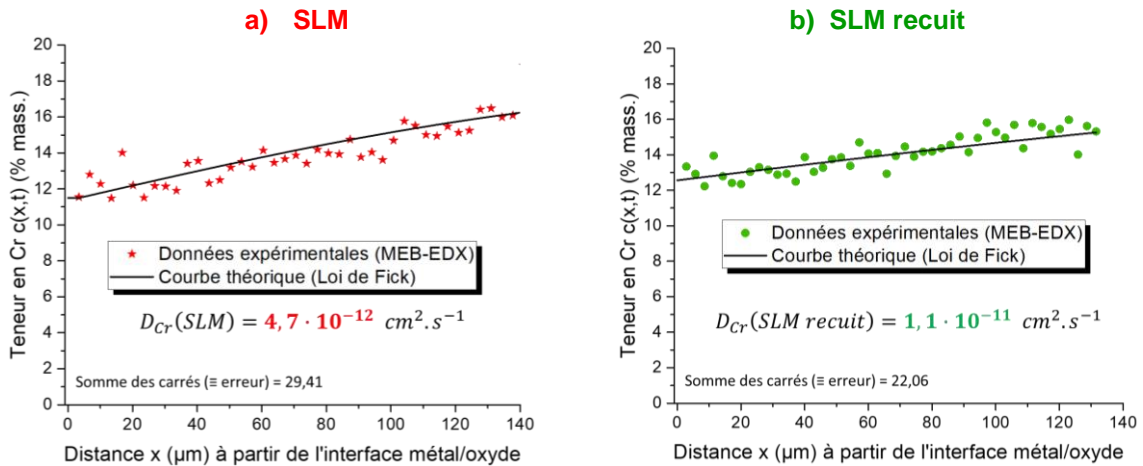 a) SLM
Teneur en Cr c(x,t) (% mass.)
20
18
16
14
12
10
8
6
4
2
0
Données expérimentales (MEB-EDX)
Courbe théorique (Loi de Fick)
D_Cr(SLM) = 4,7 · 10⁻¹² cm².s⁻¹
Somme des carrés (≡ erreur) = 29,41
0 20 40 60 80 100 120 140
Distance x (µm) à partir de l'interface métal/oxyde
b) SLM recuit
Teneur en Cr c(x,t) (% mass.)
20
18
16
14
12
10
8
6
4
2
0
Données expérimentales (MEB-EDX)
Courbe théorique (Loi de Fick)
D_Cr(SLM recuit) = 1,1 · 10⁻¹¹ cm².s⁻¹
Somme des carrés (≡ erreur) = 22,06
0 20 40 60 80 100 120 140
Distance x (µm) à partir de l'interface métal/oxyde